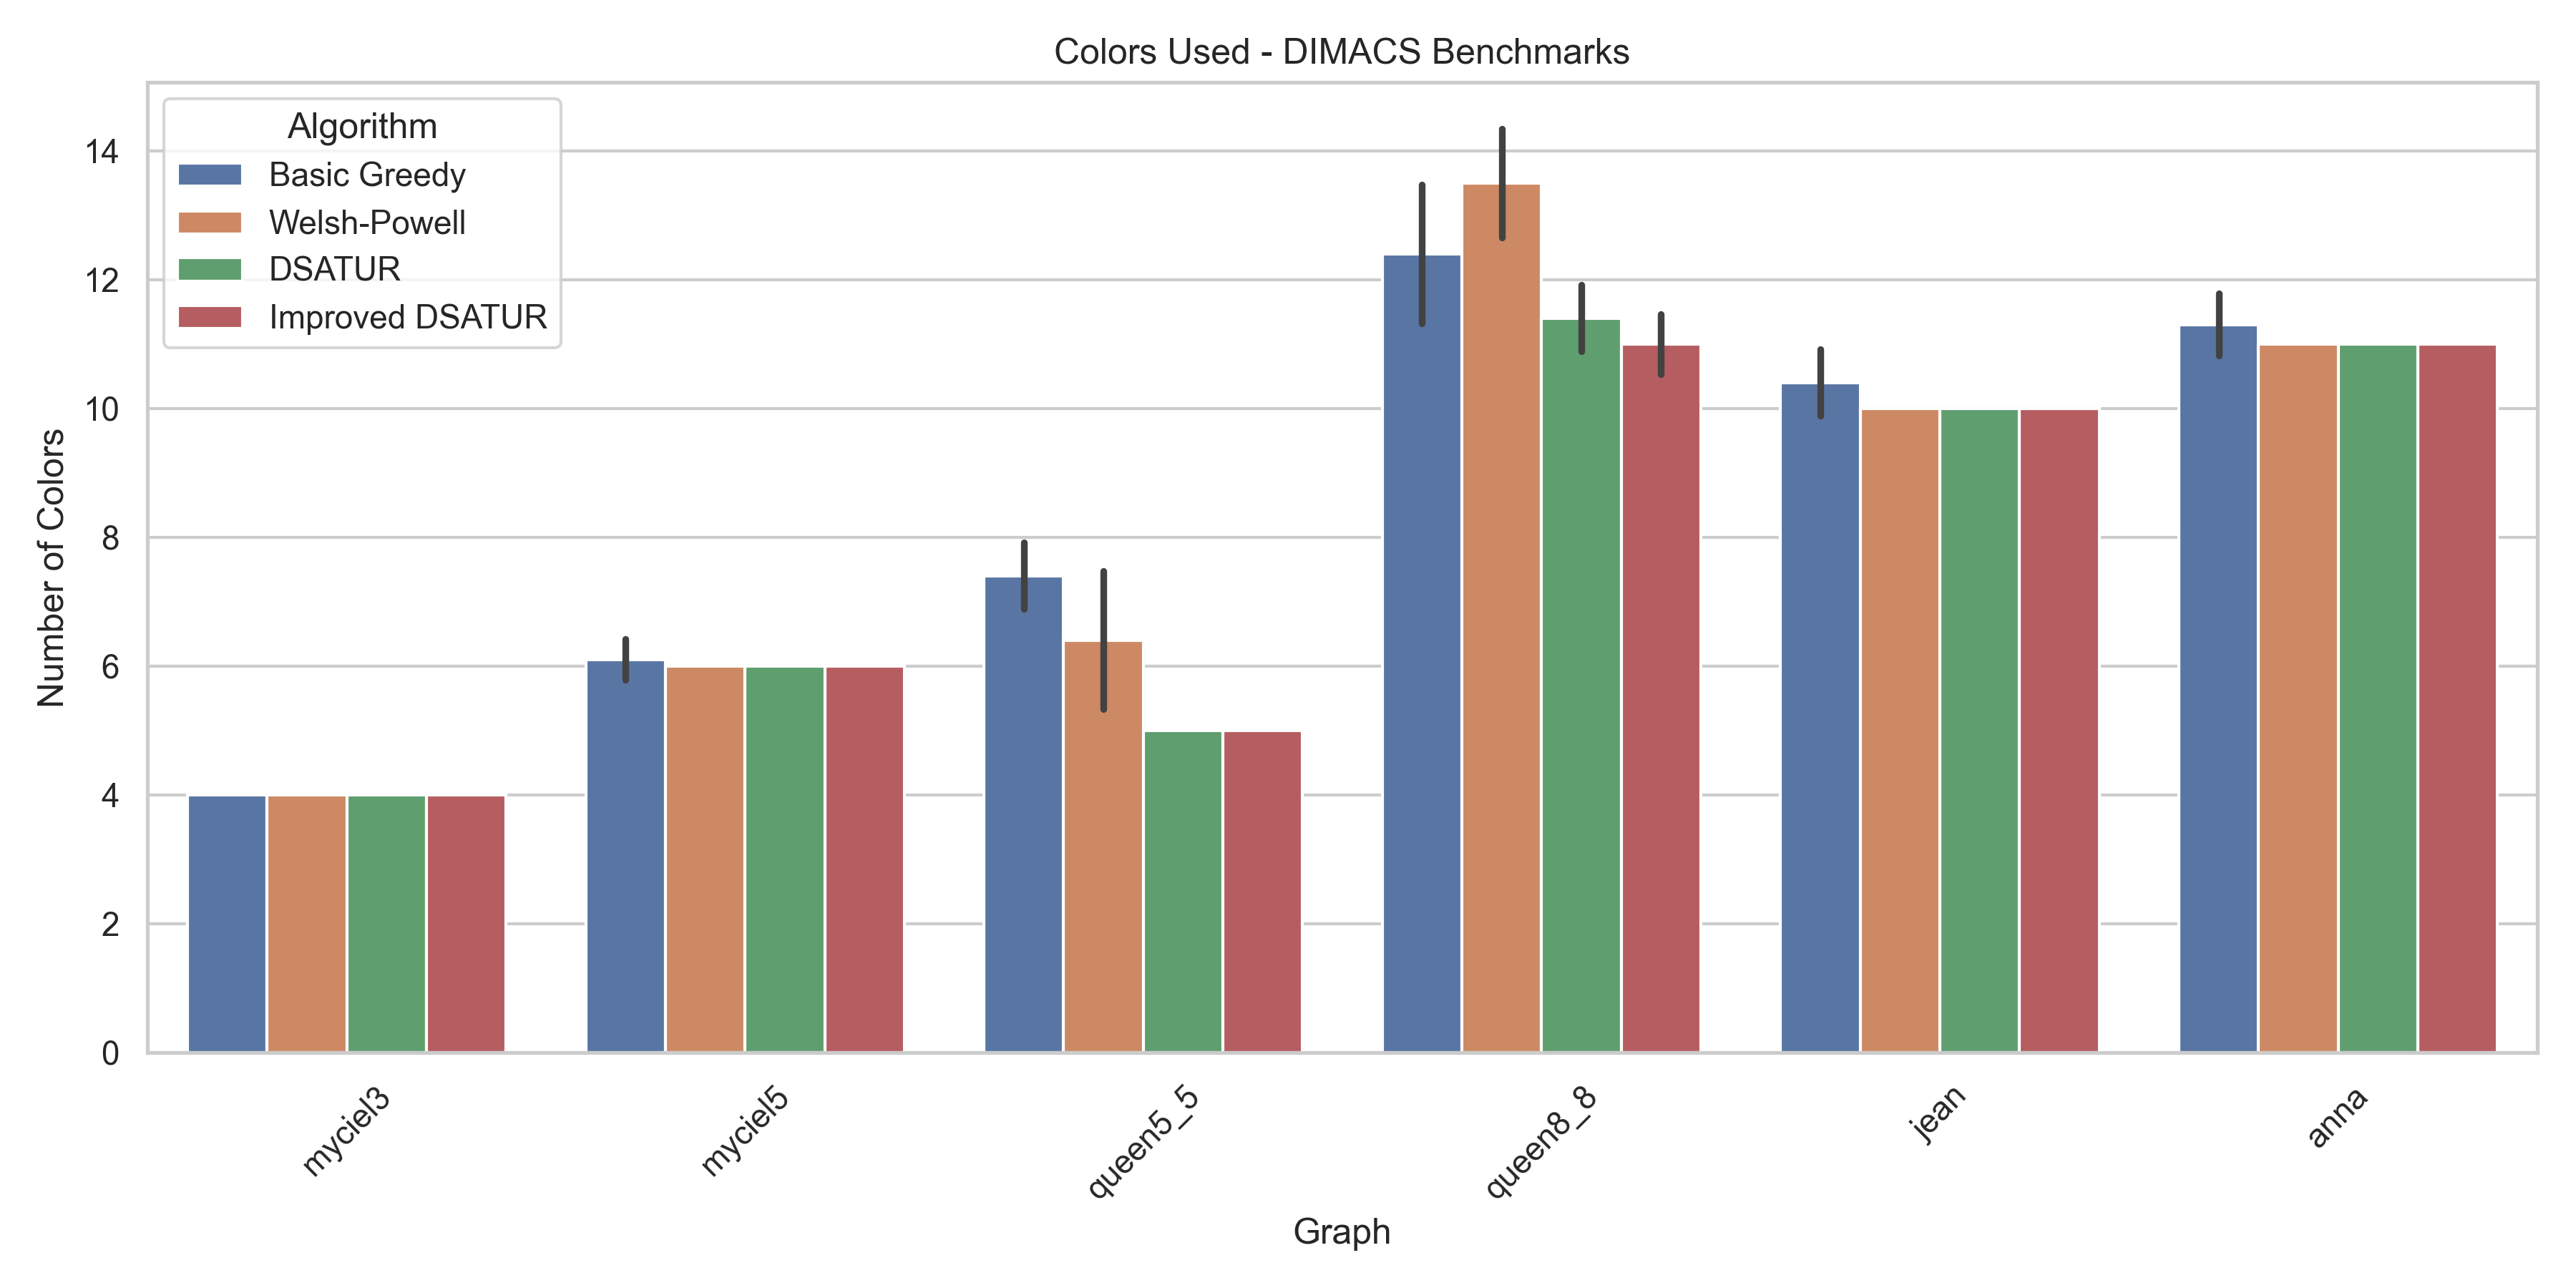 Colors Used - DIMACS Benchmarks
Algorithm
Basic Greedy
Welsh-Powell
DSATUR
Improved DSATUR
Number of Colors
14
12
10
8
6
4
2
0
myciel3
myciel5
queen5_5
queen8_8
jean
anna
Graph